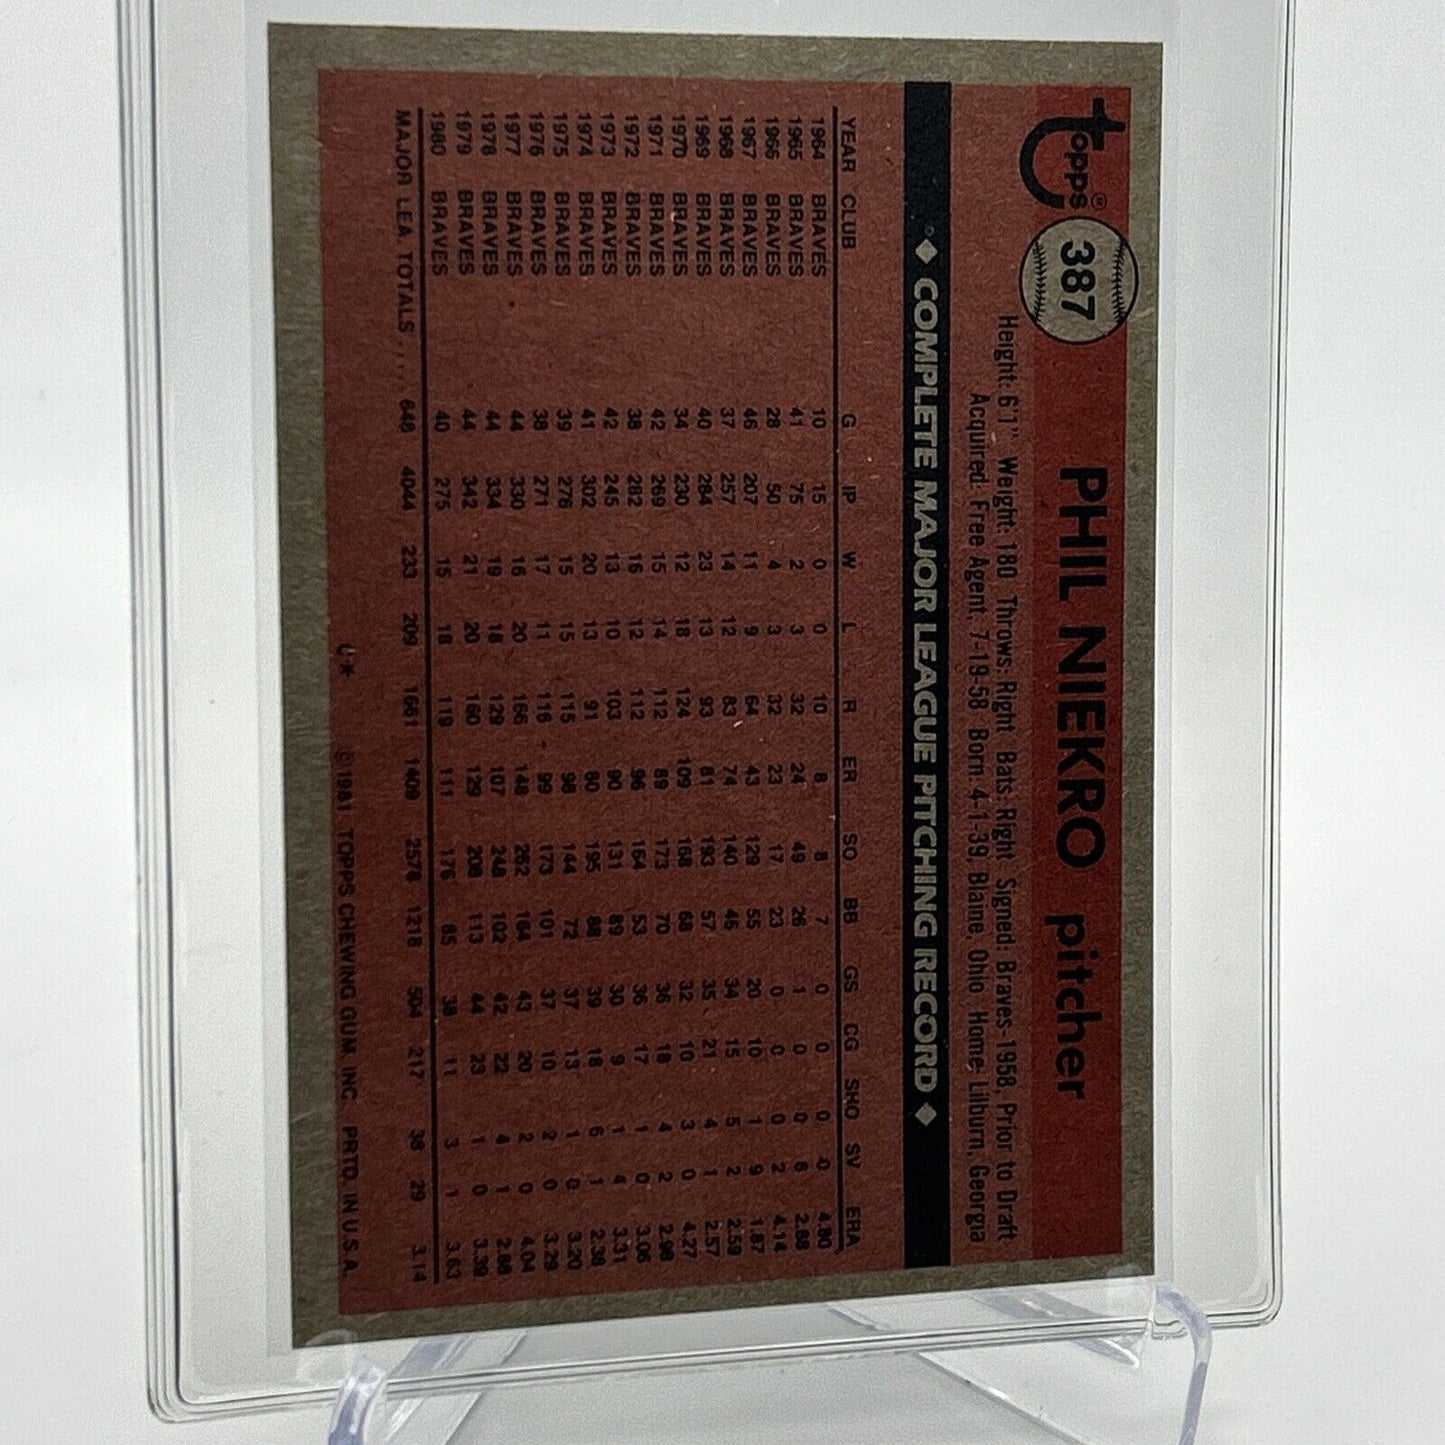 Topps®
387
PHIL NIEKRO pitcher
Height: 6'1" Weight: 180 Throws: Right Bats: Right Signed: Braves-1958, Prior to Draft
Acquired: Free Agent, 7-19-58 Born: 4-1-39, Blaine, Ohio Home: Lilburn, Georgia
COMPLETE MAJOR LEAGUE PITCHING RECORD
YEAR CLUB G IP W L R ER SO BB GS CG SHO SV ERA
1964 BRAVES 10 15 0 0 10 8 8 7 0 0 0 0 4.80
1965 BRAVES 41 75 2 3 32 24 49 26 1 0 0 6 2.88
1966 BRAVES 28 50 4 3 32 23 17 23 0 0 0 2 4.14
1967 BRAVES 46 207 11 9 64 43 129 55 20 10 1 9 1.87
1968 BRAVES 37 257 14 12 83 74 140 46 34 15 5 2 2.59
1969 BRAVES 40 284 23 13 93 81 193 57 35 21 4 1 2.57
1970 BRAVES 34 230 12 18 124 109 168 68 32 10 3 0 4.27
1971 BRAVES 42 269 15 14 112 89 173 70 36 18 4 2 2.98
1972 BRAVES 38 282 16 12 112 96 164 53 36 17 1 0 3.06
1973 BRAVES 42 245 13 10 103 90 131 89 30 9 1 4 3.31
1974 BRAVES 41 302 20 13 91 80 195 88 39 18 6 1 2.38
1975 BRAVES 39 276 15 15 115 98 144 72 37 13 1 0 3.20
1976 BRAVES 38 271 17 11 116 99 173 101 37 10 2 0 3.29
1977 BRAVES 44 330 16 20 166 148 262 164 43 20 2 0 4.04
1978 BRAVES 44 334 19 18 129 107 248 102 42 22 4 1 2.88
1979 BRAVES 44 342 21 20 160 129 208 113 44 23 1 0 3.39
1980 BRAVES 40 275 15 18 119 11 176 85 38 11 3 1 3.63
MAJOR LEA. TOTALS ..... 648 4044 233 209 1661 1409 2578 1218 504 217 38 29 3.14
© 1981 TOPPS CHEWING GUM, INC. PRTD. IN U.S.A.